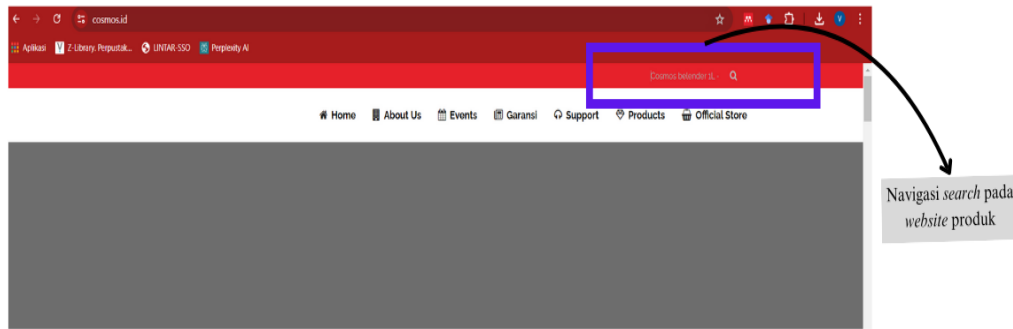 cosmos.id
Aplikasi Z-Library. Perpustak... LINTAR-SSO Perplexity AI
Cosmos belender 1L -
Home About Us Events Garansi Support Products Official Store
Navigasi search pada
website produk